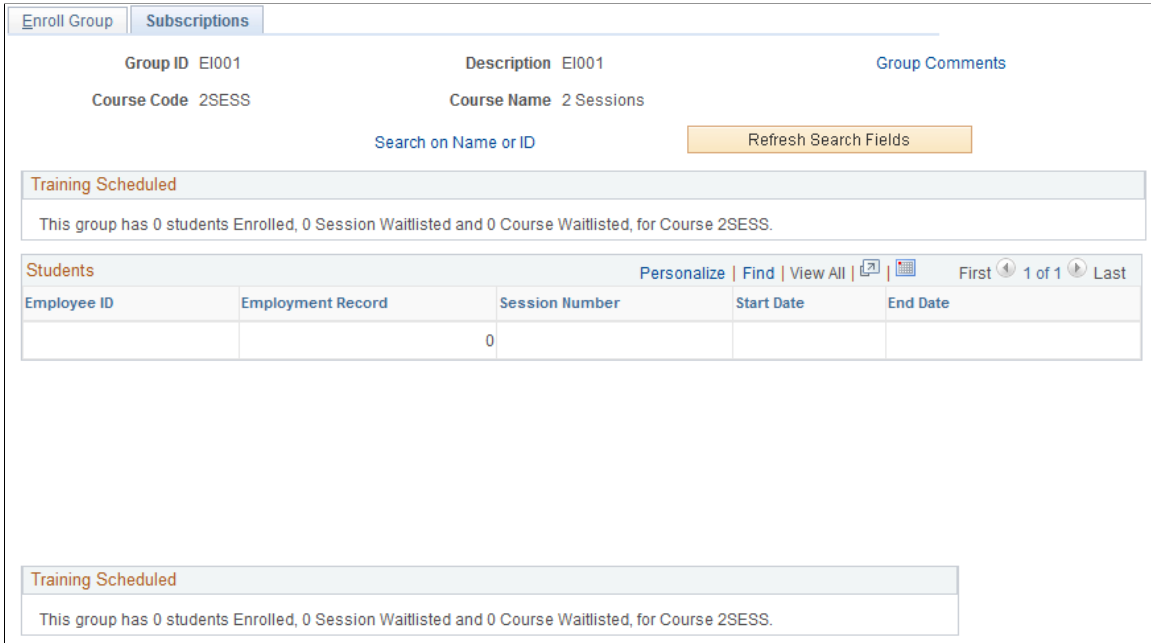 Enroll Group Subscriptions
Group ID EI001 Description EI001 Group Comments
Course Code 2SESS Course Name 2 Sessions
Search on Name or ID Refresh Search Fields
Training Scheduled
This group has 0 students Enrolled, 0 Session Waitlisted and 0 Course Waitlisted, for Course 2SESS.
Students Personalize | Find | View All | | First 1 of 1 Last
Employee ID Employment Record Session Number Start Date End Date
0
Training Scheduled
This group has 0 students Enrolled, 0 Session Waitlisted and 0 Course Waitlisted, for Course 2SESS.